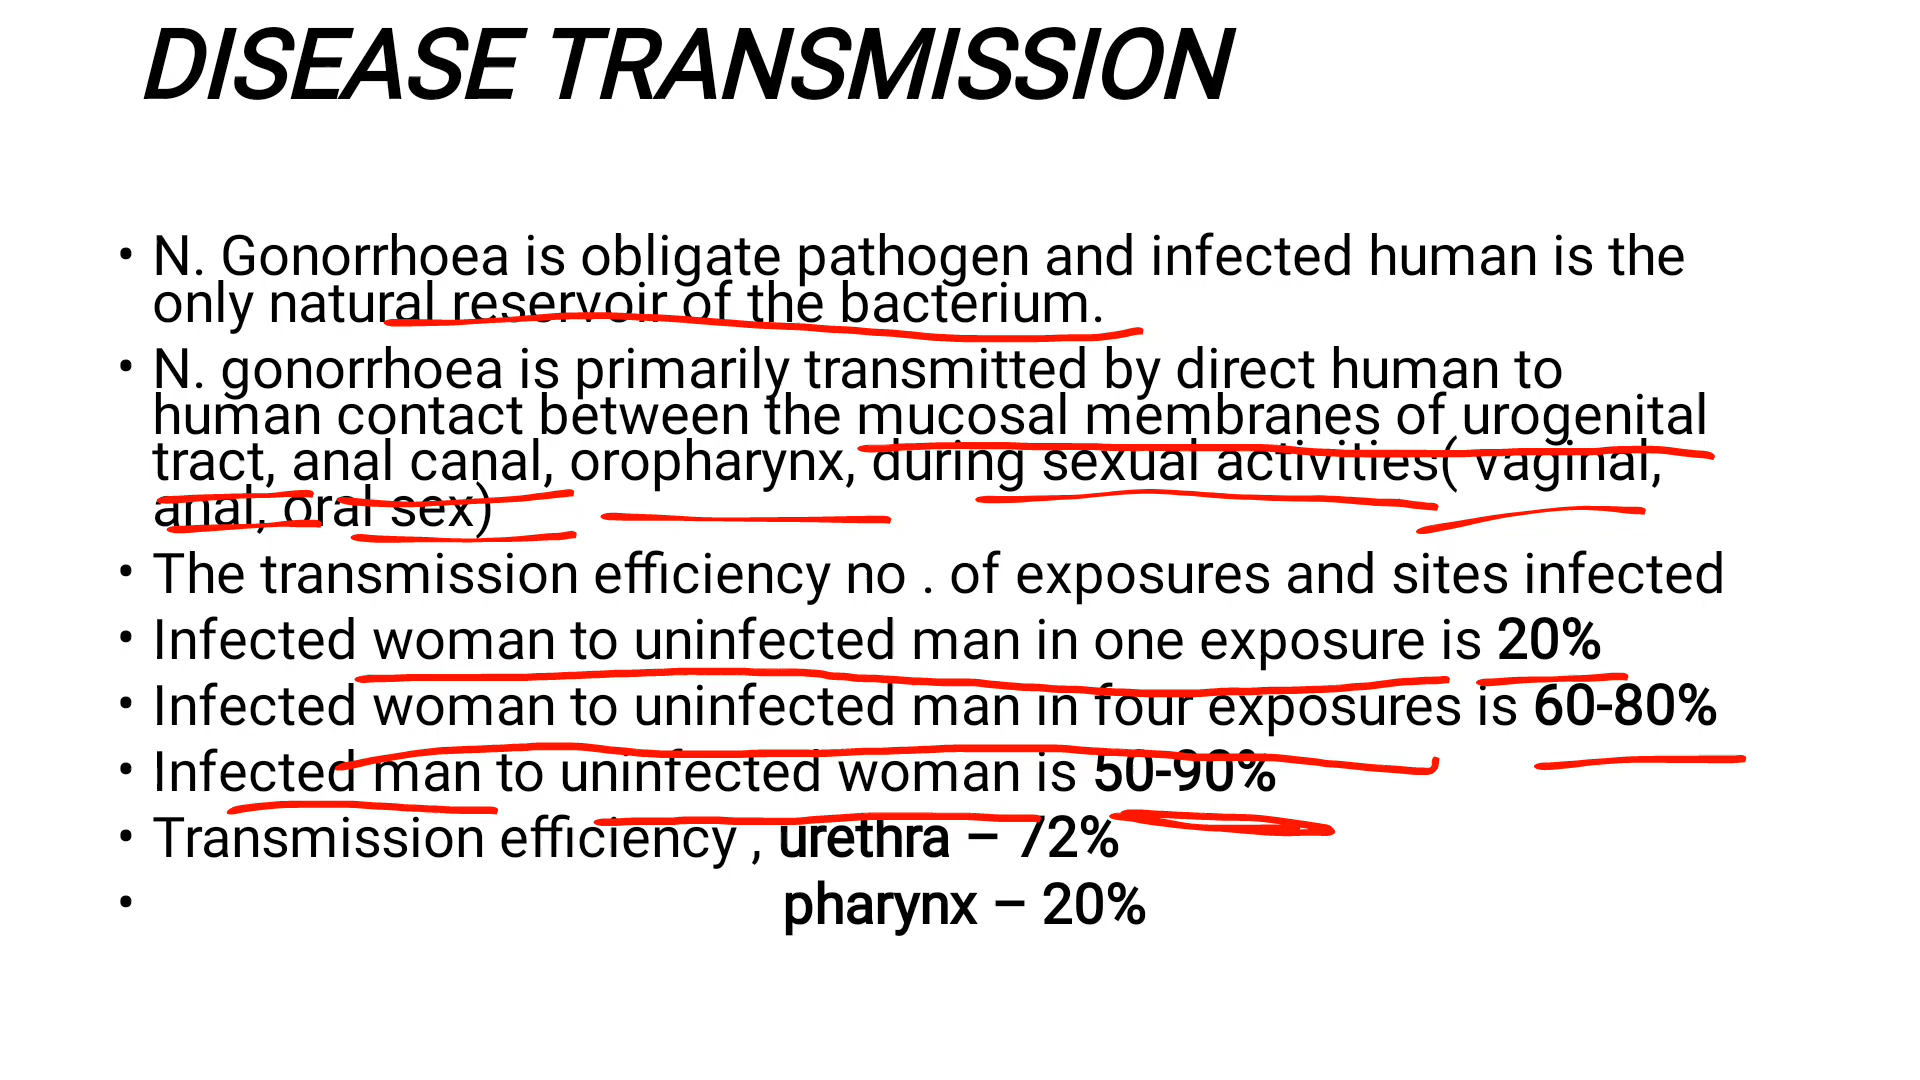 DISEASE TRANSMISSION
• N. Gonorrhoea is obligate pathogen and infected human is the
only natural reservoir of the bacterium.
• N. gonorrhoea is primarily transmitted by direct human to
human contact between the mucosal membranes of urogenital
tract, anal canal, oropharynx, during sexual activities( vaginal,
anal, oral sex)
• The transmission efficiency no . of exposures and sites infected
• Infected woman to uninfected man in one exposure is 20%
• Infected woman to uninfected man in four exposures is 60-80%
• Infected man to uninfected woman is 50-90%
• Transmission efficiency , urethra – 72%
• pharynx – 20%